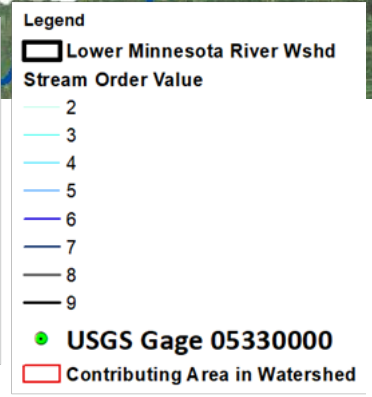 Legend
Lower Minnesota River Wshd
Stream Order Value
2
3
4
5
6
7
8
9
USGS Gage 05330000
Contributing Area in Watershed